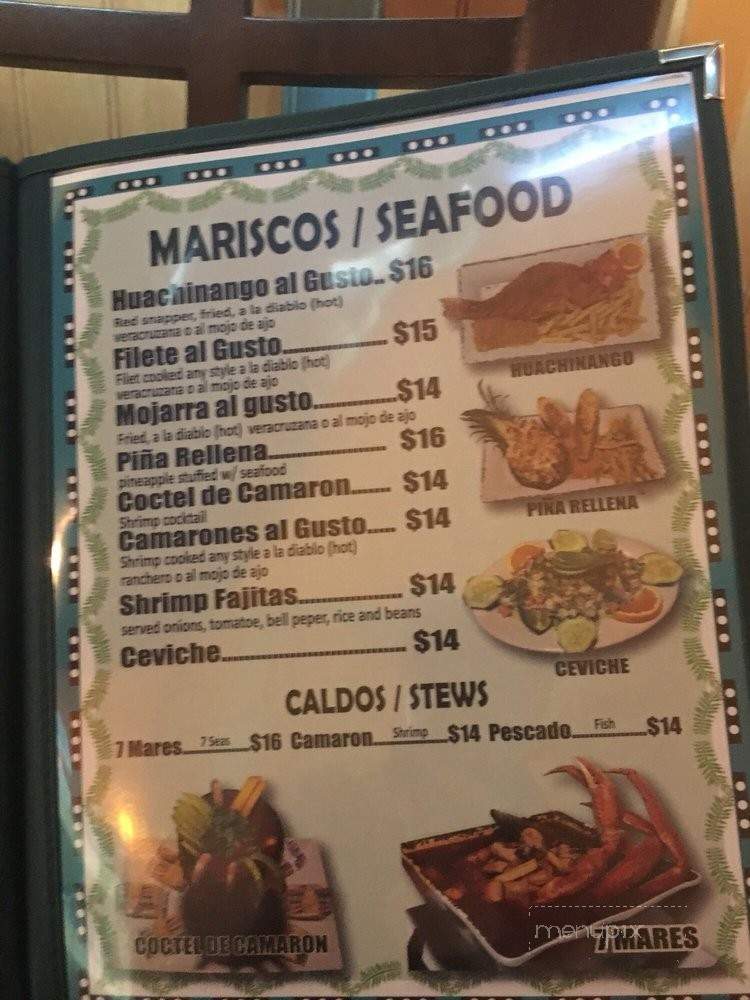 MARISCOS / SEAFOOD
Huachinango al Gusto.. $16
Red snapper, fried, a la diablo (hot)
veracruzana o al mojo de ajo
HUACHINANGO
Filete al Gusto.................. $15
Filet cooked any style a la diablo (hot)
veracruzana o al mojo de ajo
Mojarra al gusto..............$14
Fried, a la diablo (hot) veracruzana o al mojo de ajo
Piña Rellena.................... $16
pineapple stuffed w/ seafood
PIÑA RELLENA
Coctel de Camaron....... $14
Shrimp cocktail
Camarones al Gusto..... $14
Shrimp cooked any style a la diablo (hot)
ranchero o al mojo de ajo
Shrimp Fajitas.................. $14
served onions, tomatoe, bell peper, rice and beans
Ceviche................................ $14
CEVICHE
CALDOS / STEWS
7 Mares....7 Seas....$16 Camaron....Shrimp....$14 Pescado....Fish....$14
COCTEL DE CAMARON
7 MARES
menupix